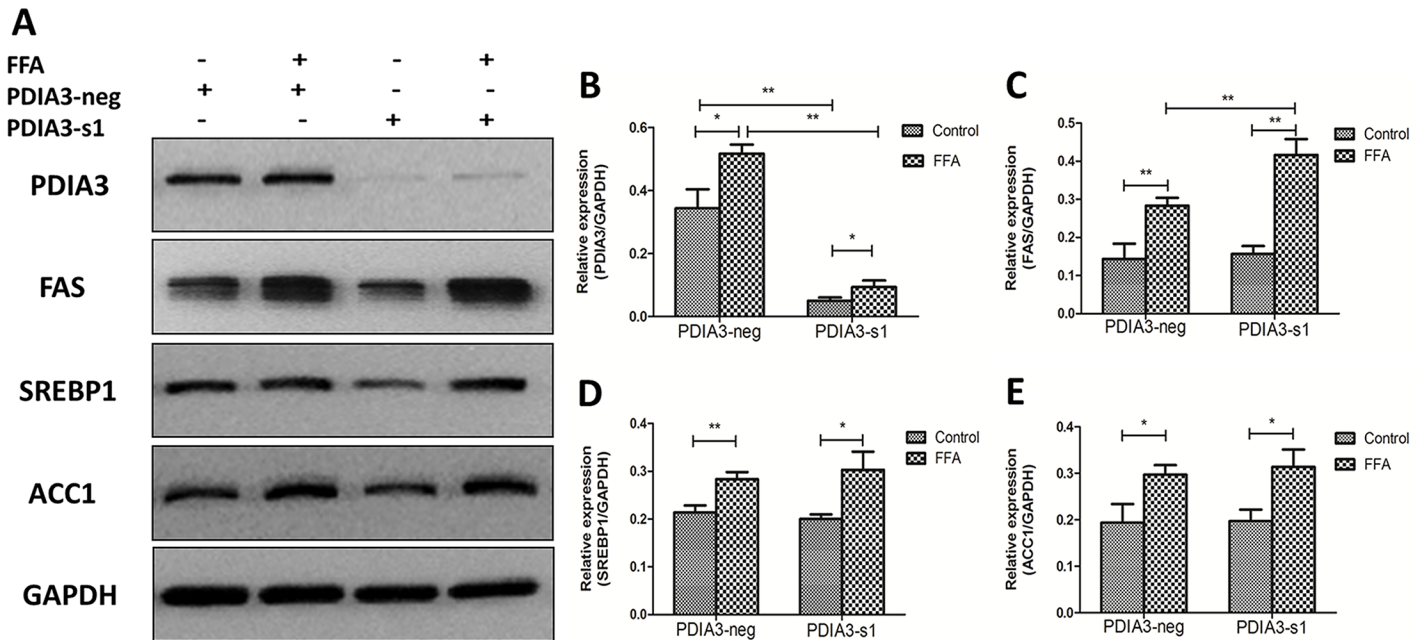 A
FFA - + - +
PDIA3-neg + + - -
PDIA3-s1 - - + +
PDIA3
FAS
SREBP1
ACC1
GAPDH
B
Relative expression
(PDIA3/GAPDH)
0.6
0.4
0.2
0.0
**
*
**
*
PDIA3-neg
PDIA3-s1
Control
FFA
C
Relative expression
(FAS/GAPDH)
0.5
0.4
0.3
0.2
0.1
0.0
**
**
**
PDIA3-neg
PDIA3-s1
Control
FFA
D
Relative expression
(SREBP1/GAPDH)
0.4
0.3
0.2
0.1
0.0
**
*
PDIA3-neg
PDIA3-s1
Control
FFA
E
Relative expression
(ACC1/GAPDH)
0.4
0.3
0.2
0.1
0.0
*
*
PDIA3-neg
PDIA3-s1
Control
FFA